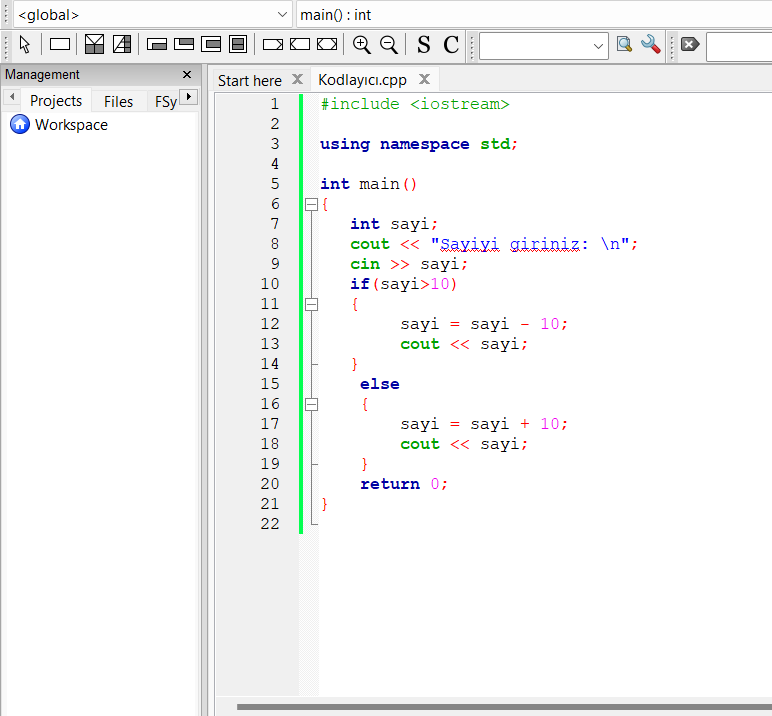 <global> main() : int
S C
Management ×
Start here Kodlayıcı.cpp
Projects Files FSy
Workspace
1 #include <iostream>
2
3 using namespace std;
4
5 int main()
6 {
7 int sayi;
8 cout << "Sayiyi giriniz: \n";
9 cin >> sayi;
10 if(sayi>10)
11 {
12 sayi = sayi - 10;
13 cout << sayi;
14 }
15 else
16 {
17 sayi = sayi + 10;
18 cout << sayi;
19 }
20 return 0;
21 }
22